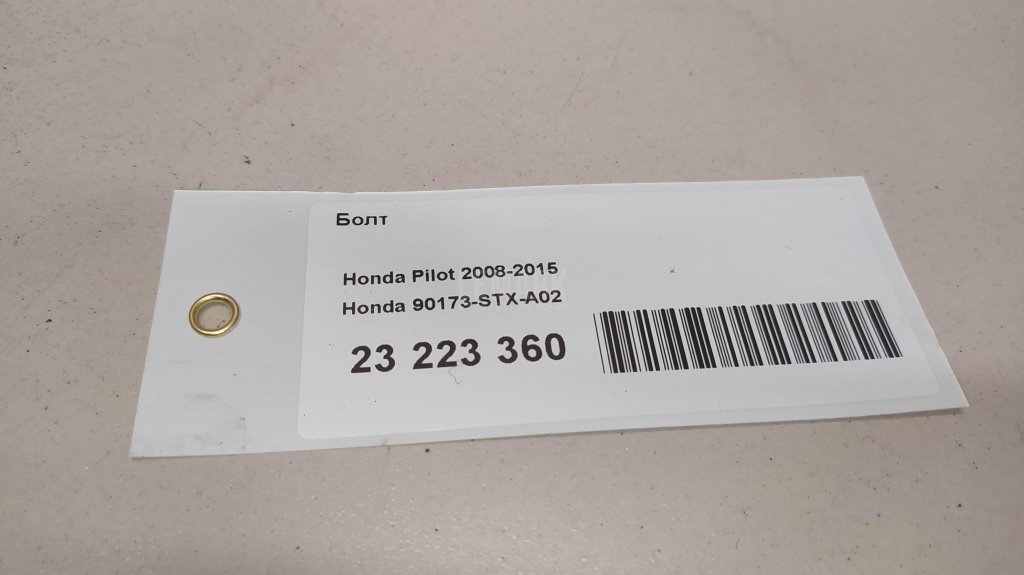 Болт
Honda Pilot 2008-2015
Honda 90173-STX-A02
23 223 360